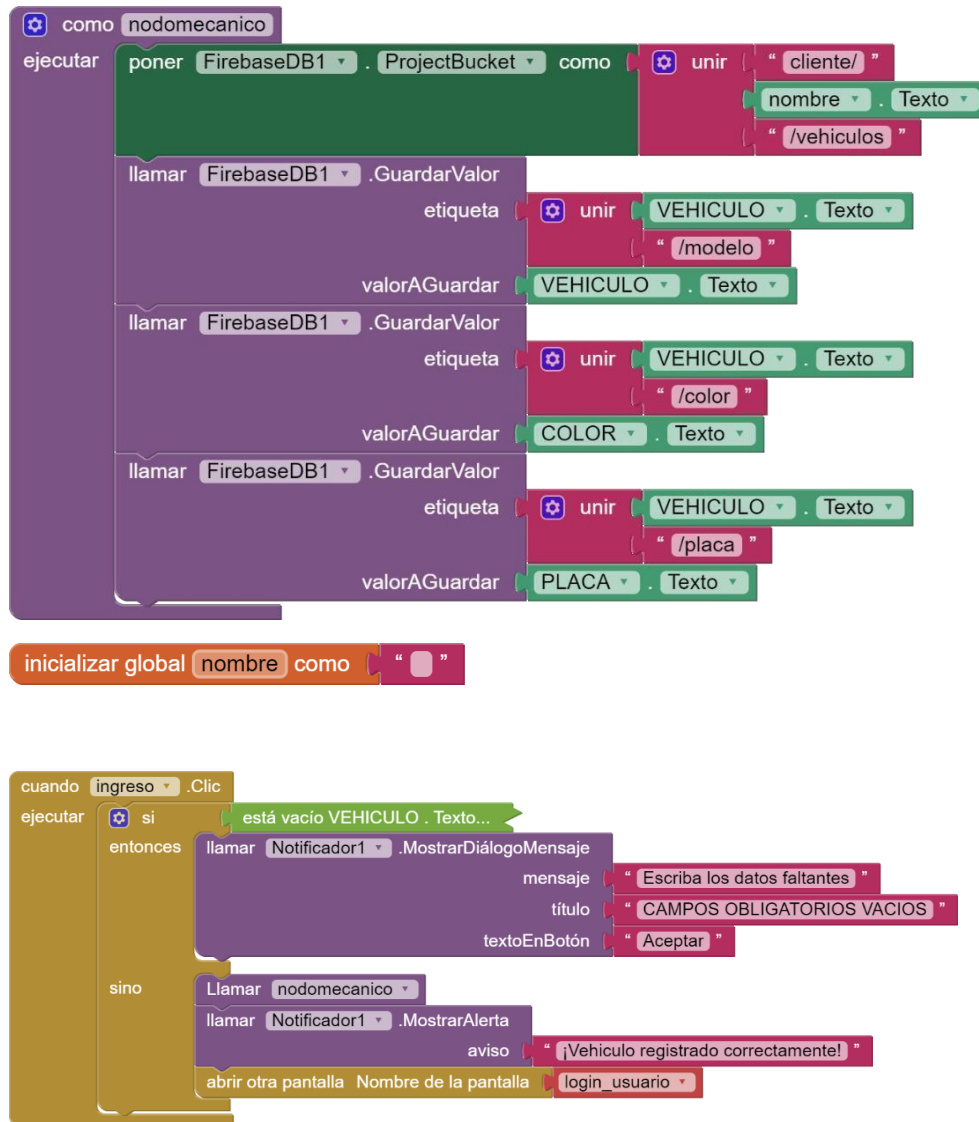 como nodomecanico
ejecutar poner FirebaseDB1 . ProjectBucket como unir " cliente/ "
nombre . Texto
" /vehiculos "
llamar FirebaseDB1 .GuardarValor
etiqueta unir VEHICULO . Texto
" /modelo "
valorAGuardar VEHICULO . Texto
llamar FirebaseDB1 .GuardarValor
etiqueta unir VEHICULO . Texto
" /color "
valorAGuardar COLOR . Texto
llamar FirebaseDB1 .GuardarValor
etiqueta unir VEHICULO . Texto
" /placa "
valorAGuardar PLACA . Texto
inicializar global nombre como " "
cuando ingreso .Clic
ejecutar si está vacío VEHICULO . Texto...
entonces llamar Notificador1 .MostrarDiálogoMensaje
mensaje " Escriba los datos faltantes "
título " CAMPOS OBLIGATORIOS VACIOS "
textoEnBotón " Aceptar "
sino Llamar nodomecanico
llamar Notificador1 .MostrarAlerta
aviso " ¡Vehiculo registrado correctamente! "
abrir otra pantalla Nombre de la pantalla login_usuario